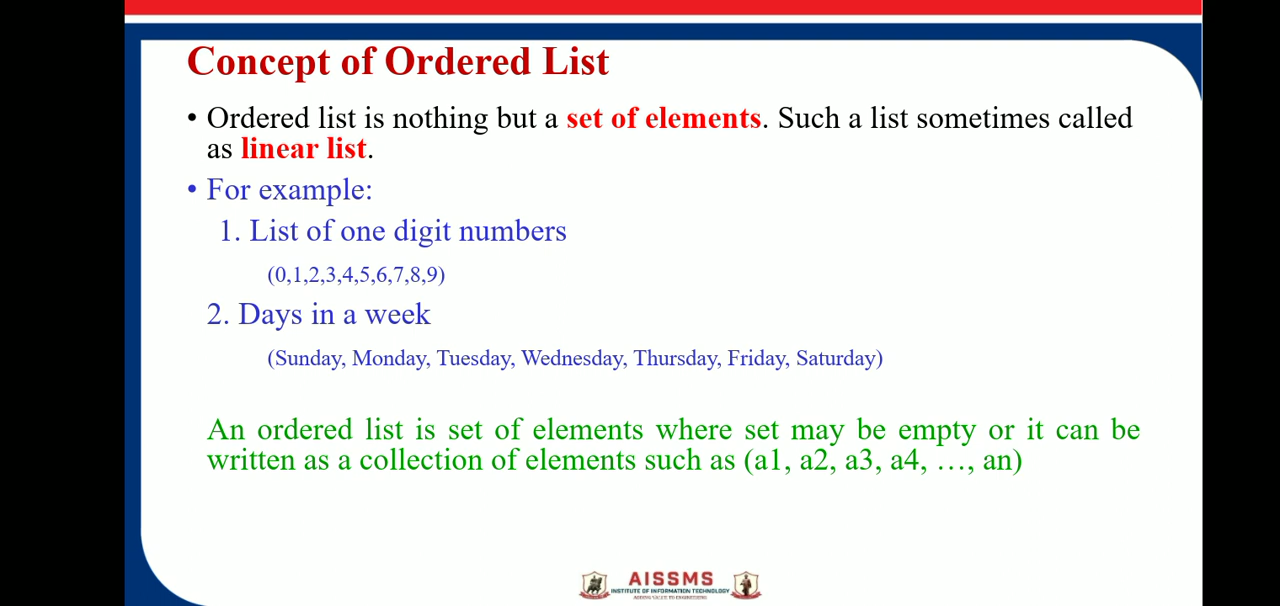 Concept of Ordered List
• Ordered list is nothing but a set of elements. Such a list sometimes called
as linear list.
• For example:
1. List of one digit numbers
(0,1,2,3,4,5,6,7,8,9)
2. Days in a week
(Sunday, Monday, Tuesday, Wednesday, Thursday, Friday, Saturday)
An ordered list is set of elements where set may be empty or it can be
written as a collection of elements such as (a1, a2, a3, a4, …, an)
AISSMS
INSTITUTE OF INFORMATION TECHNOLOGY
ADDING VALUE TO ENGINEERING